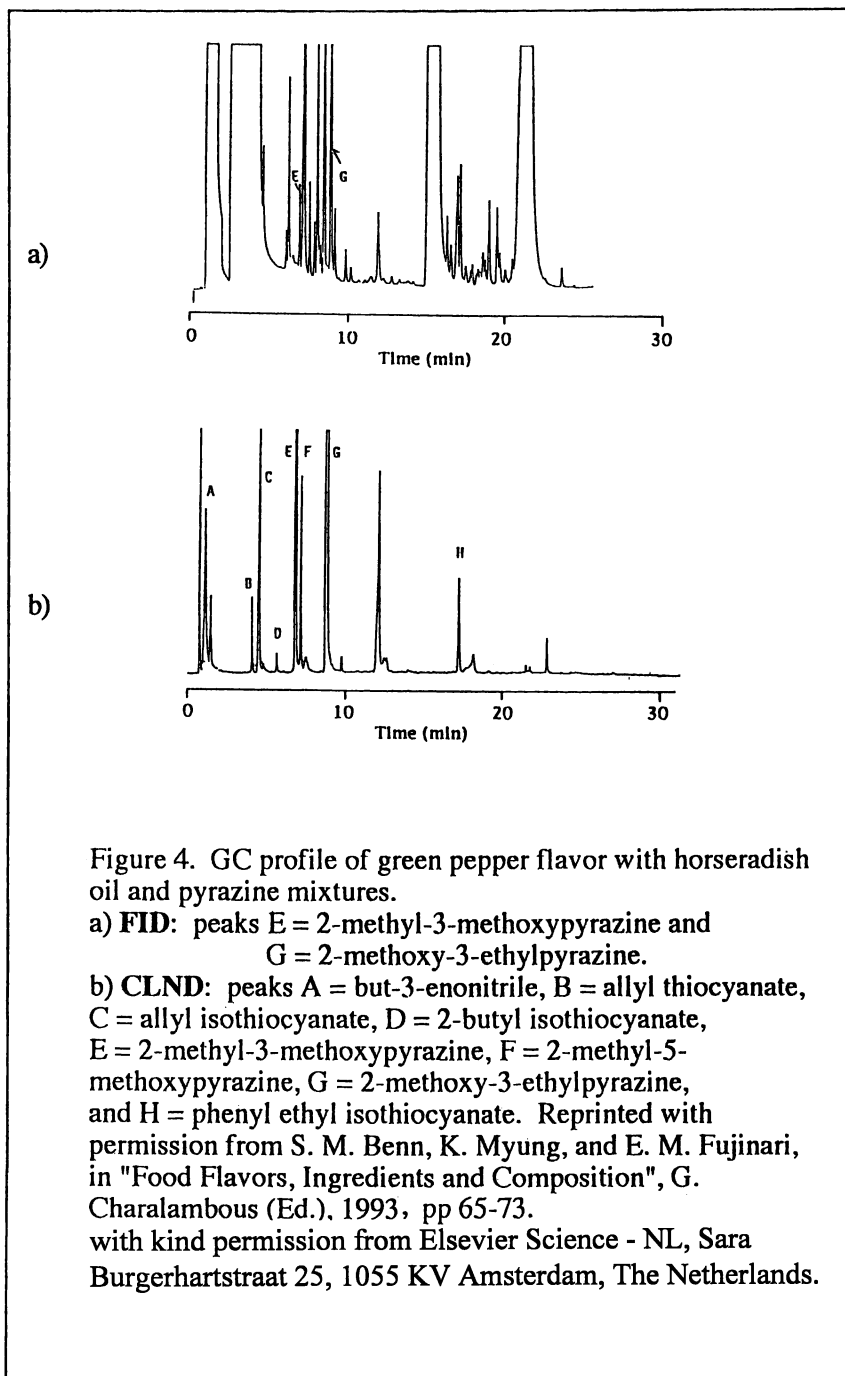 E
G
a)
0
10
20
30
Time (min)
A
C
E
F
G
B
D
H
b)
0
10
20
30
Time (min)
Figure 4. GC profile of green pepper flavor with horseradish
oil and pyrazine mixtures.
a) FID: peaks E = 2-methyl-3-methoxypyrazine and
G = 2-methoxy-3-ethylpyrazine.
b) CLND: peaks A = but-3-enonitrile, B = allyl thiocyanate,
C = allyl isothiocyanate, D = 2-butyl isothiocyanate,
E = 2-methyl-3-methoxypyrazine, F = 2-methyl-5-
methoxypyrazine, G = 2-methoxy-3-ethylpyrazine,
and H = phenyl ethyl isothiocyanate. Reprinted with
permission from S. M. Benn, K. Myung, and E. M. Fujinari,
in "Food Flavors, Ingredients and Composition", G.
Charalambous (Ed.), 1993, pp 65-73.
with kind permission from Elsevier Science - NL, Sara
Burgerhartstraat 25, 1055 KV Amsterdam, The Netherlands.